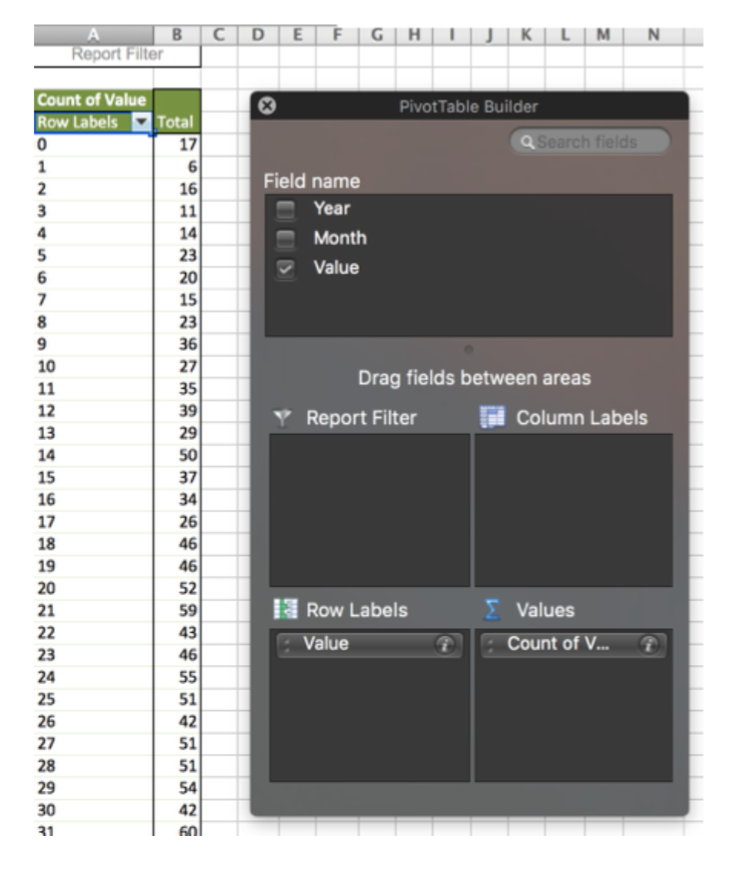 A B C D E F G H I J K L M N
Report Filter
Count of Value
Row Labels Total
0 17
1 6
2 16
3 11
4 14
5 23
6 20
7 15
8 23
9 36
10 27
11 35
12 39
13 29
14 50
15 37
16 34
17 26
18 46
19 46
20 52
21 59
22 43
23 46
24 55
25 51
26 42
27 51
28 51
29 54
30 42
31 60
PivotTable Builder
Search fields
Field name
Year
Month
Value
Drag fields between areas
Report Filter
Column Labels
Row Labels
Values
Value
Count of V...